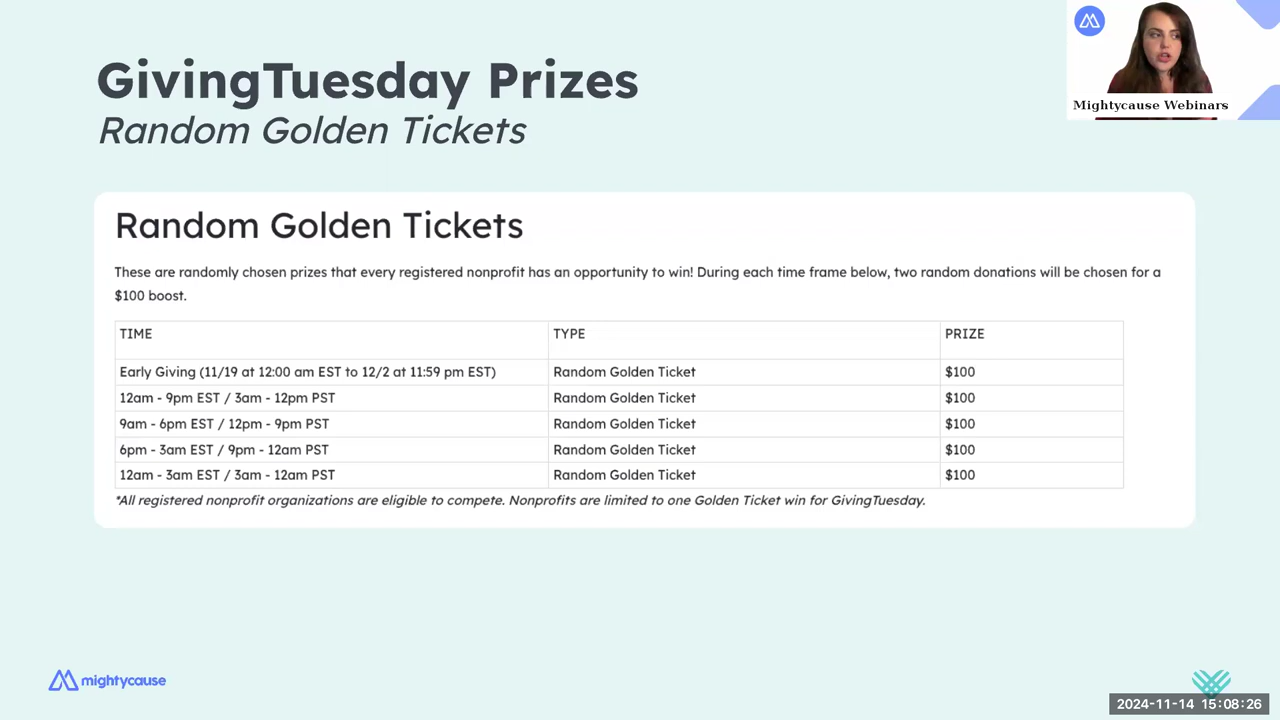 GivingTuesday Prizes
Random Golden Tickets
Mightycause Webinars
Random Golden Tickets
These are randomly chosen prizes that every registered nonprofit has an opportunity to win! During each time frame below, two random donations will be chosen for a
$100 boost.
TIME TYPE PRIZE
Early Giving (11/19 at 12:00 am EST to 12/2 at 11:59 pm EST) Random Golden Ticket $100
12am - 9pm EST / 3am - 12pm PST Random Golden Ticket $100
9am - 6pm EST / 12pm - 9pm PST Random Golden Ticket $100
6pm - 3am EST / 9pm - 12am PST Random Golden Ticket $100
12am - 3am EST / 3am - 12am PST Random Golden Ticket $100
*All registered nonprofit organizations are eligible to compete. Nonprofits are limited to one Golden Ticket win for GivingTuesday.
mightycause
2024-11-14 15:08:26